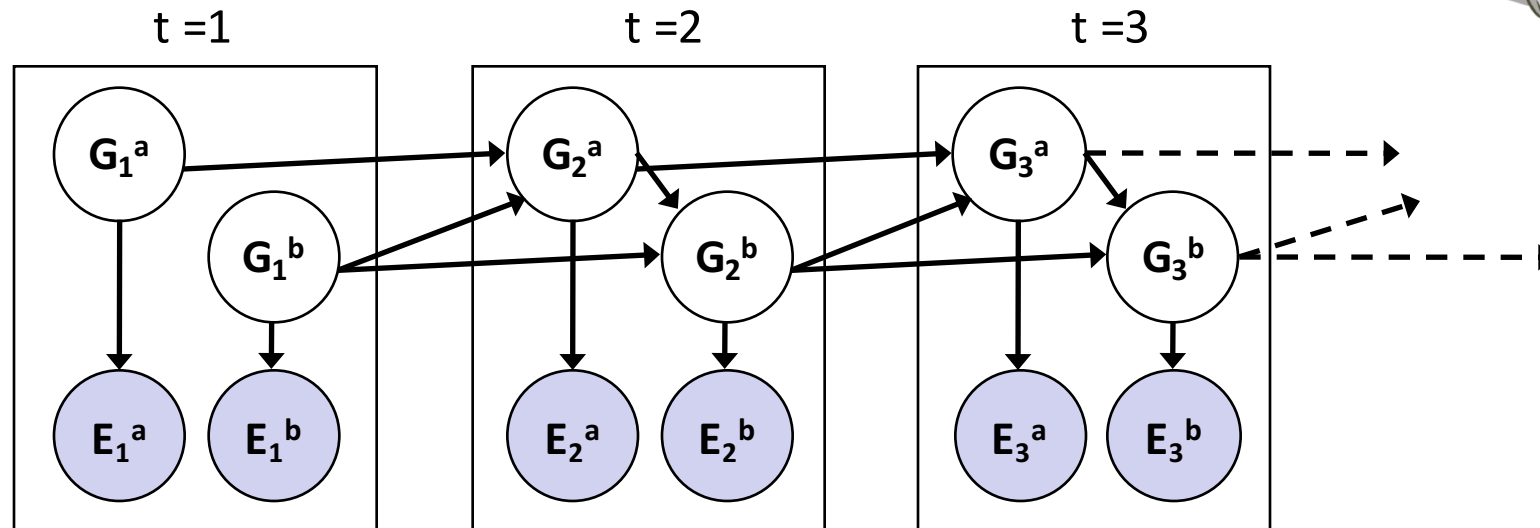 t =1 t =2 t =3
G₁ᵃ G₂ᵃ G₃ᵃ
G₁ᵇ G₂ᵇ G₃ᵇ
E₁ᵃ E₁ᵇ E₂ᵃ E₂ᵇ E₃ᵃ E₃ᵇ